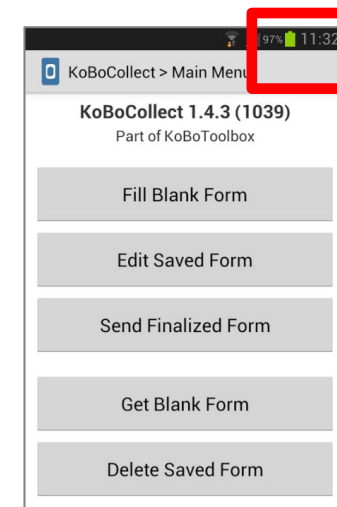 97% 11:32
KoBoCollect > Main Menu
KoBoCollect 1.4.3 (1039)
Part of KoBoToolbox
Fill Blank Form
Edit Saved Form
Send Finalized Form
Get Blank Form
Delete Saved Form